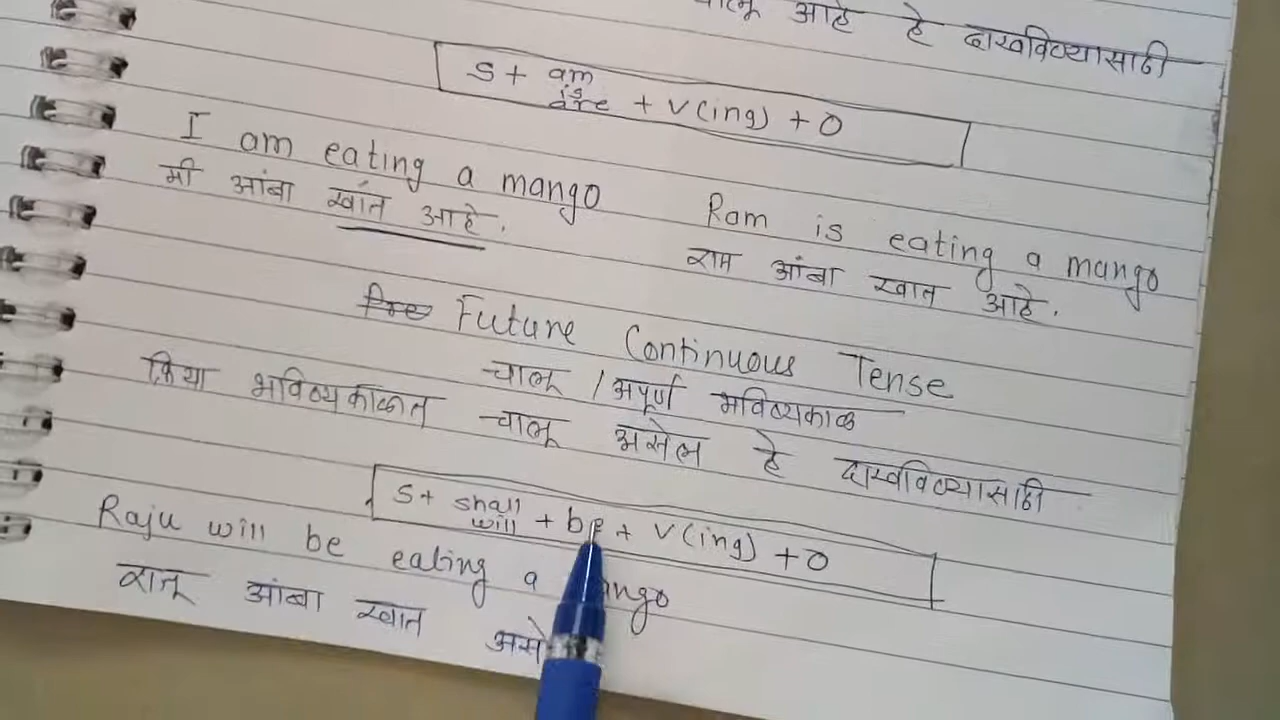 आहे हे दाखविण्यासाठी
S + am / is / are + V(ing) + O
I am eating a mango
मी आंबा खात आहे.
Ram is eating a mango
राम आंबा खात आहे.
Future Continuous Tense
चालू / अपूर्ण भविष्यकाळ
क्रिया भविष्यकाळात चालू असेल हे दाखविण्यासाठी
S + shall / will + be + V(ing) + O
Raju will be eating a mango
राजू आंबा खात